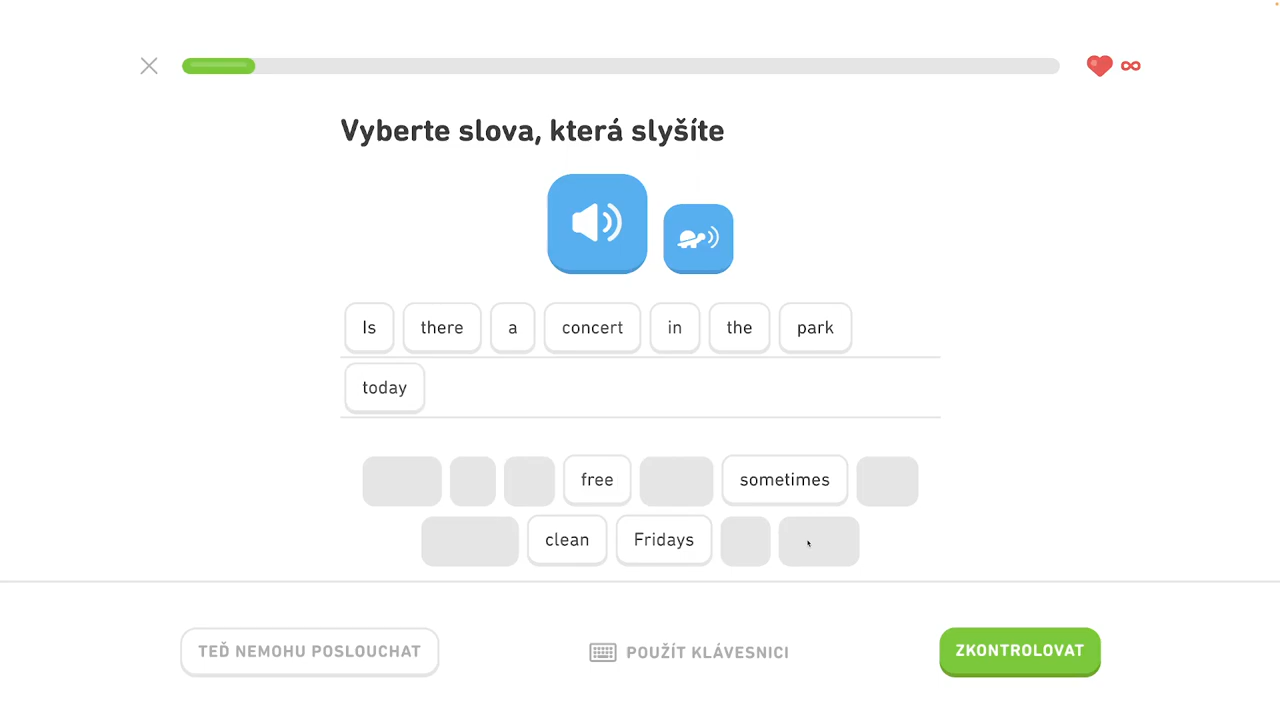 Vyberte slova, která slyšíte
Is there a concert in the park
today
free sometimes
clean Fridays
TEĎ NEMOHU POSLOUCHAT POUŽÍT KLÁVESNICI ZKONTROLOVAT